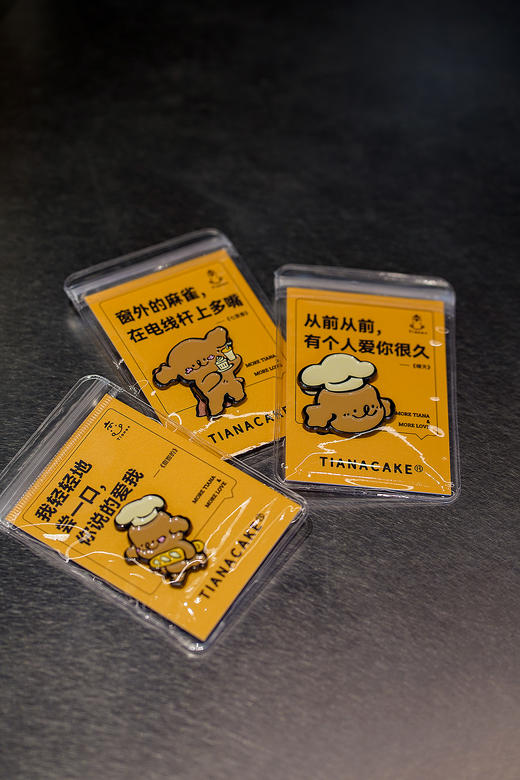 窗外的麻雀，
在电线杆上多嘴
《七里香》
MORE TIANA
MORE LOVE
TiANACAKE
从前从前，
有个人爱你很久
——《晴天》
MORE TIANA
&
MORE LOVE
TiANACAKE®
TIANA
我轻轻地
尝一口，
你说的爱我
——《甜甜的》
MORE TIANA
&
MORE LOVE
TiANACAKE®